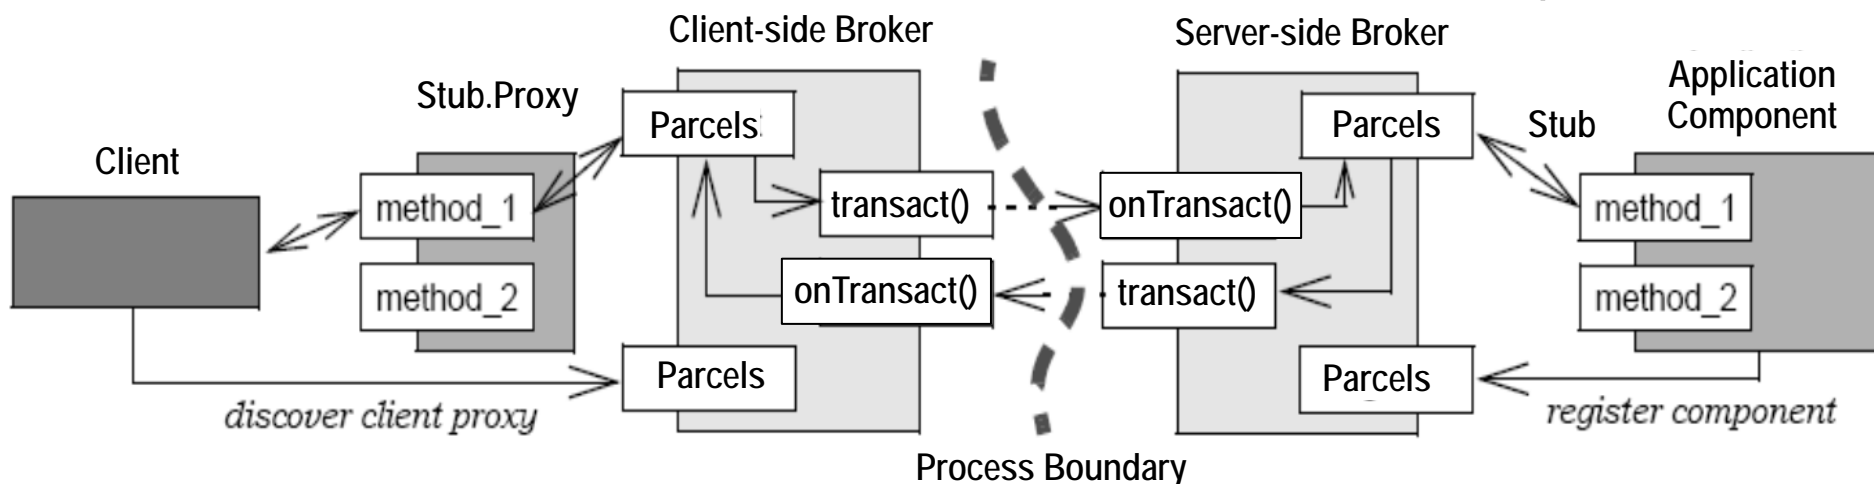 Client-side Broker
Server-side Broker
Application
Component
Stub.Proxy
Stub
Client
Parcels
Parcels
method_1
transact()
onTransact()
method_1
method_2
onTransact()
transact()
method_2
Parcels
Parcels
discover client proxy
register component
Process Boundary